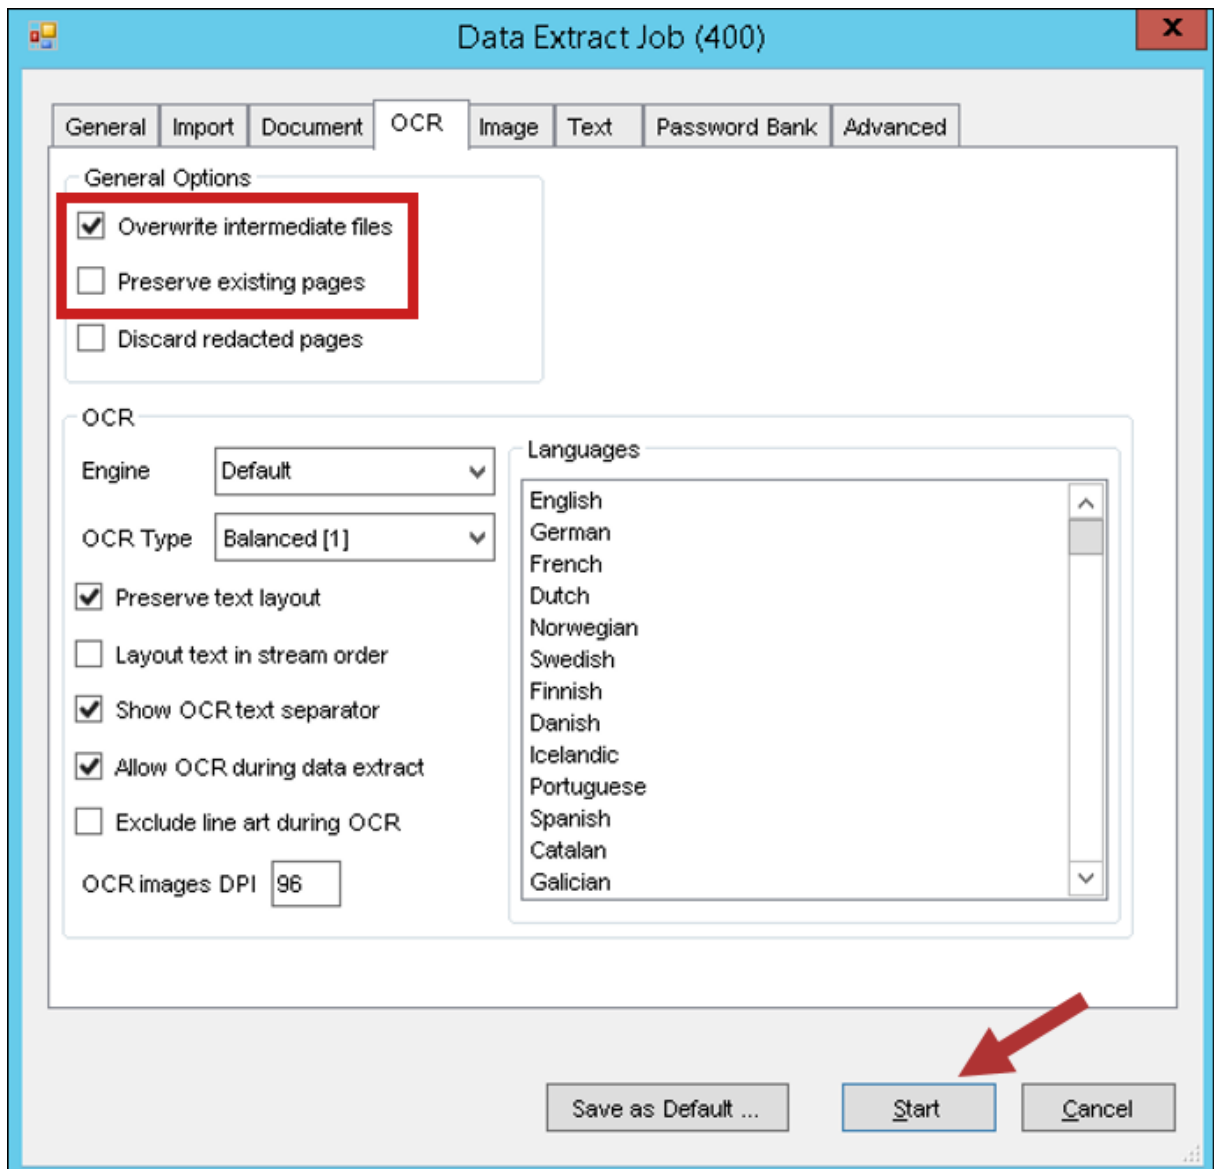 Data Extract Job (400)
X
General Import Document OCR Image Text Password Bank Advanced
General Options
Overwrite intermediate files
Preserve existing pages
Discard redacted pages
OCR
Engine Default
OCR Type Balanced [1]
Preserve text layout
Layout text in stream order
Show OCR text separator
Allow OCR during data extract
Exclude line art during OCR
OCR images DPI 96
Languages
English
German
French
Dutch
Norwegian
Swedish
Finnish
Danish
Icelandic
Portuguese
Spanish
Catalan
Galician
Save as Default ... Start Cancel